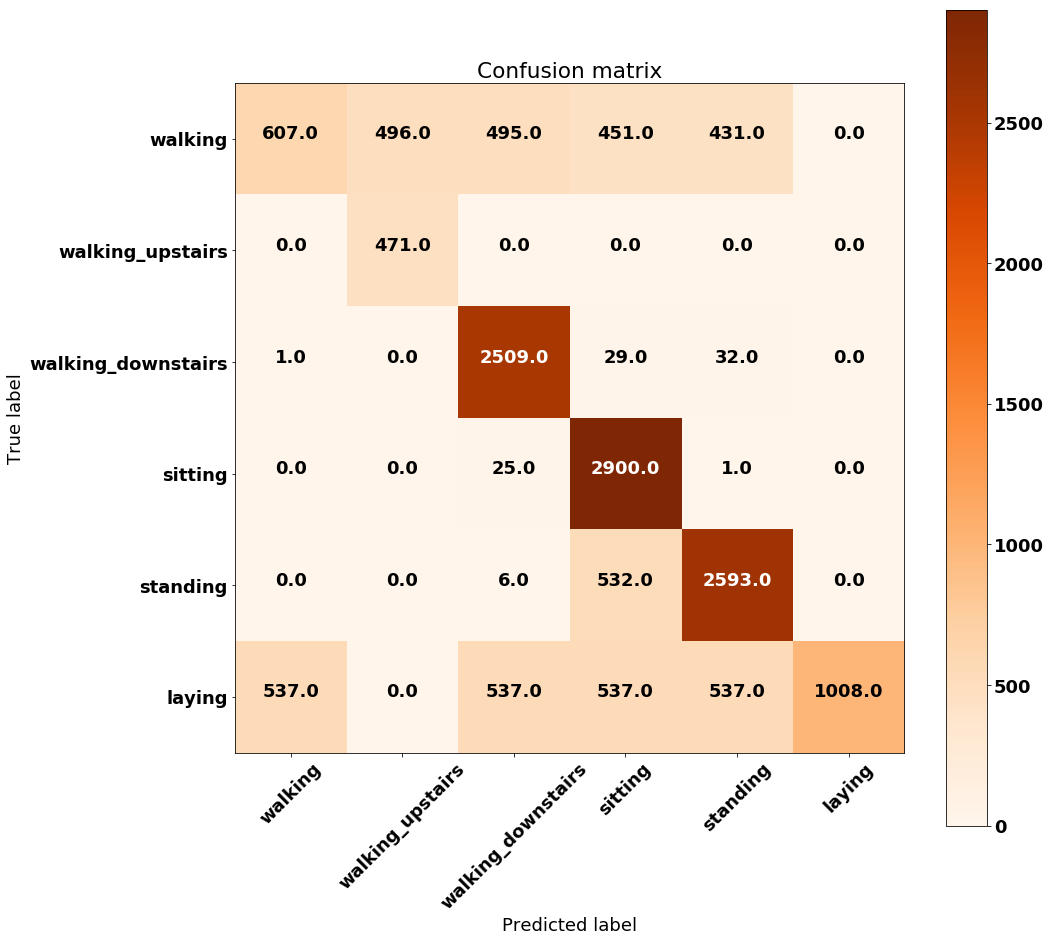 Confusion matrix
True label
walking 607.0 496.0 495.0 451.0 431.0 0.0
walking_upstairs 0.0 471.0 0.0 0.0 0.0 0.0
walking_downstairs 1.0 0.0 2509.0 29.0 32.0 0.0
sitting 0.0 0.0 25.0 2900.0 1.0 0.0
standing 0.0 0.0 6.0 532.0 2593.0 0.0
laying 537.0 0.0 537.0 537.0 537.0 1008.0
walking
walking_upstairs
walking_downstairs
sitting
standing
laying
Predicted label
2500
2000
1500
1000
500
0